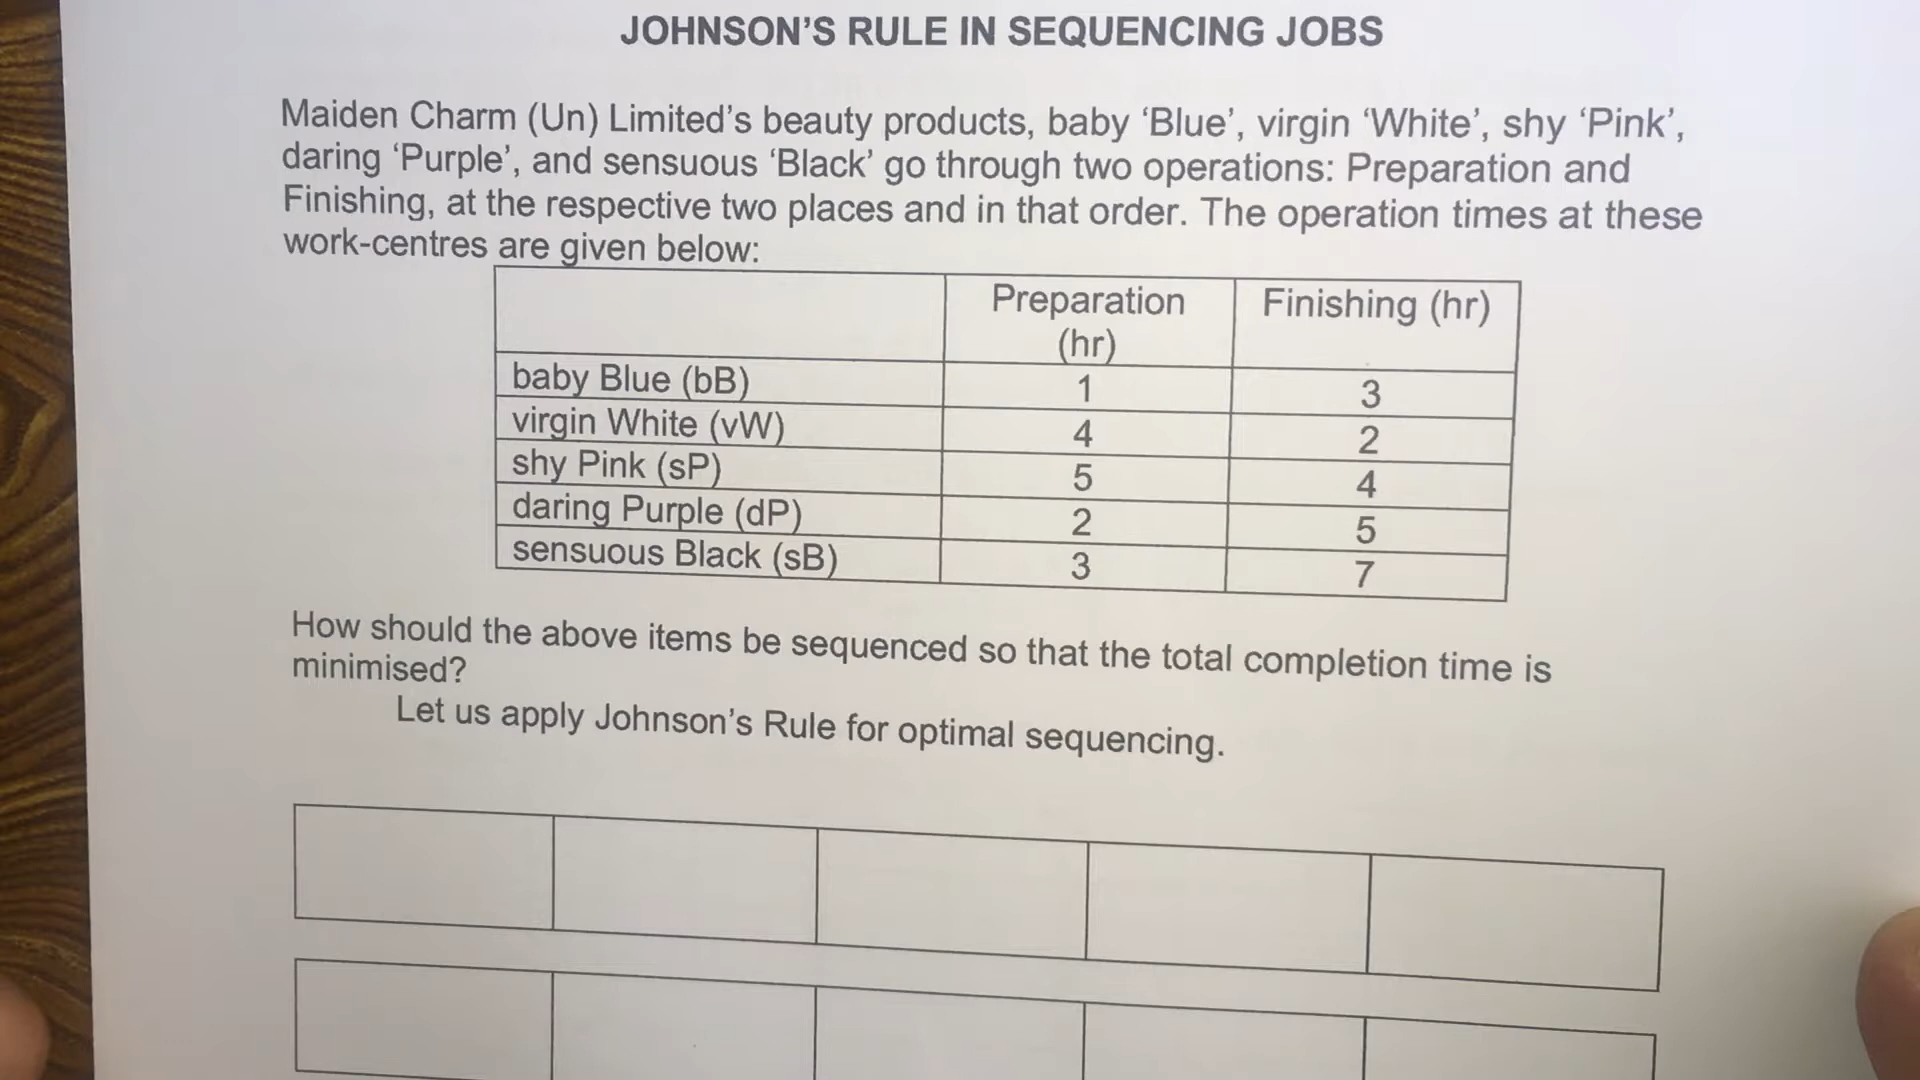 JOHNSON'S RULE IN SEQUENCING JOBS
Maiden Charm (Un) Limited's beauty products, baby ‘Blue’, virgin ‘White’, shy ‘Pink’,
daring ‘Purple’, and sensuous ‘Black’ go through two operations: Preparation and
Finishing, at the respective two places and in that order. The operation times at these
work-centres are given below:
Preparation (hr) Finishing (hr)
baby Blue (bB) 1 3
virgin White (vW) 4 2
shy Pink (sP) 5 4
daring Purple (dP) 2 5
sensuous Black (sB) 3 7
How should the above items be sequenced so that the total completion time is
minimised?
Let us apply Johnson's Rule for optimal sequencing.